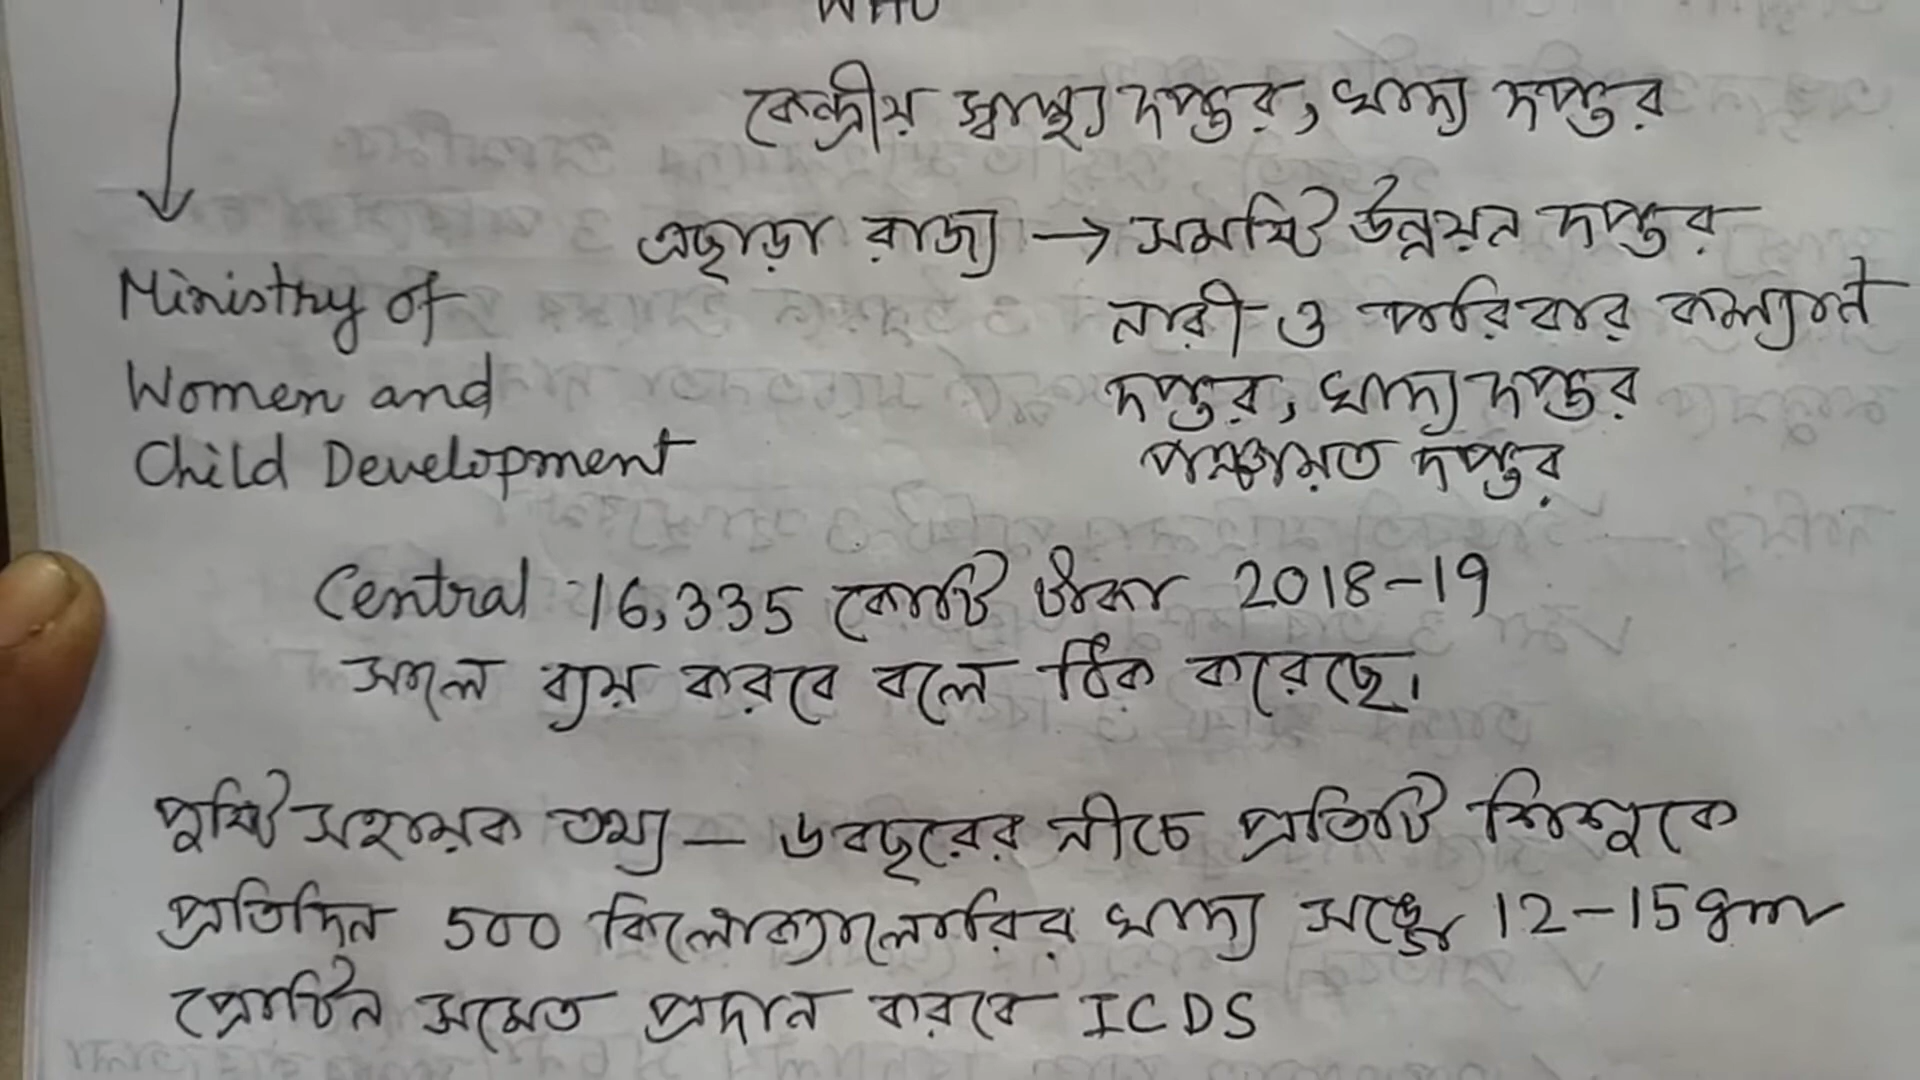 WHO
কেন্দ্রীয় স্বাস্থ্য দপ্তর, খাদ্য দপ্তর
এছাড়া রাজ্য → সমষ্টি উন্নয়ন দপ্তর
নারী ও পরিবার কল্যান
দপ্তর, খাদ্য দপ্তর
পঞ্চায়ত দপ্তর
Ministry of
Women and
Child Development
Central 16,335 কোটি টাকা 2018-19
সালে ব্যয় করবে বলে ঠিক করেছে।
পুষ্টি সহায়ক তথ্য — ৬ বছরের নীচে প্রতিটি শিশুকে
প্রতিদিন 500 কিলোক্যালোরির খাদ্য সঙ্গে 12-15 gm
প্রোটিন সমেত প্রদান করবে ICDS